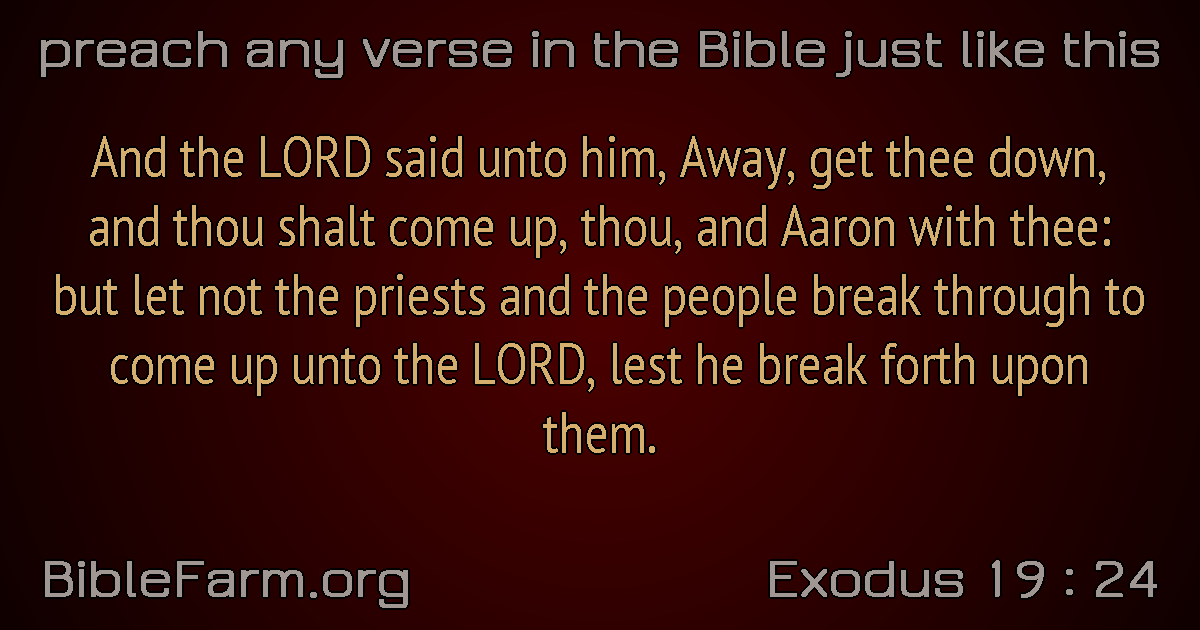 preach any verse in the Bible just like this
And the LORD said unto him, Away, get thee down,
and thou shalt come up, thou, and Aaron with thee:
but let not the priests and the people break through to
come up unto the LORD, lest he break forth upon
them.
BibleFarm.org
Exodus 19 : 24